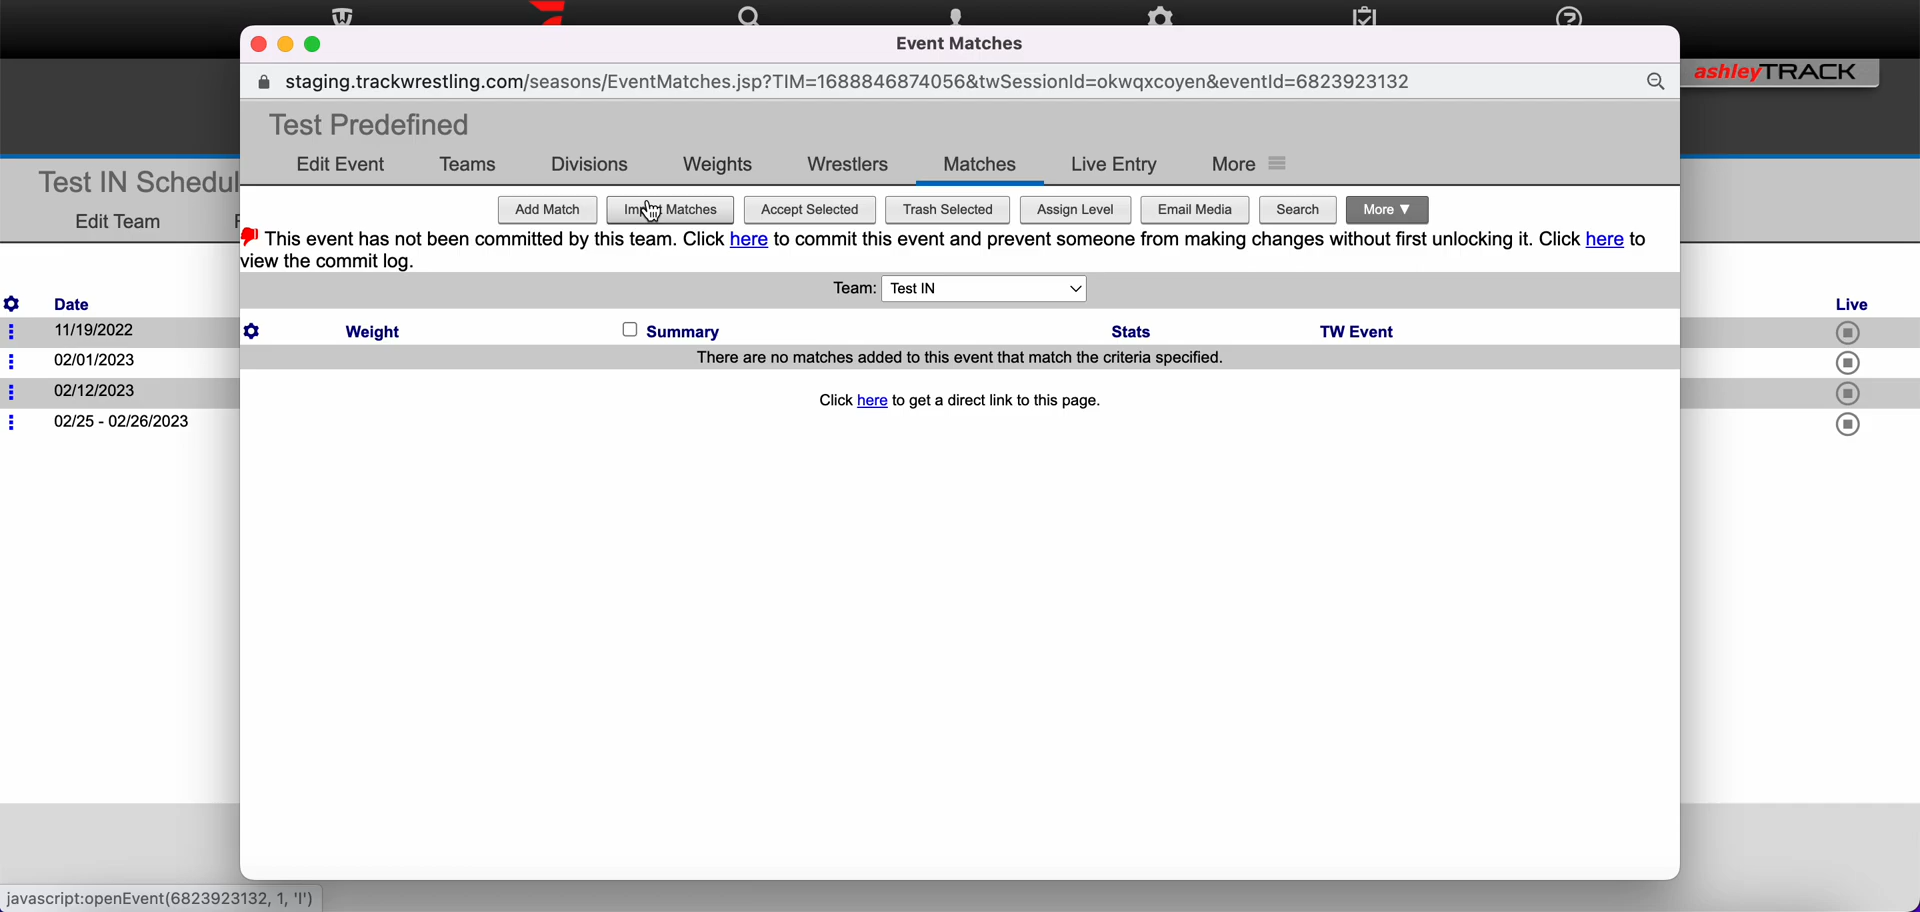 Event Matches
staging.trackwrestling.com/seasons/EventMatches.jsp?TIM=1688846874056&twSessionId=okwqxcoyen&eventId=6823923132
ashleyTRACK
Test Predefined
Edit Event Teams Divisions Weights Wrestlers Matches Live Entry More
Test IN Schedul
Edit Team
Add Match Matches Accept Selected Trash Selected Assign Level Email Media Search More ▼
This event has not been committed by this team. Click here to commit this event and prevent someone from making changes without first unlocking it. Click here to
view the commit log.
Team: Test IN
Date Live
Weight Summary Stats TW Event
11/19/2022
There are no matches added to this event that match the criteria specified.
02/01/2023
02/12/2023
Click here to get a direct link to this page.
02/25 - 02/26/2023
javascript:openEvent(6823923132, 1, 'I')